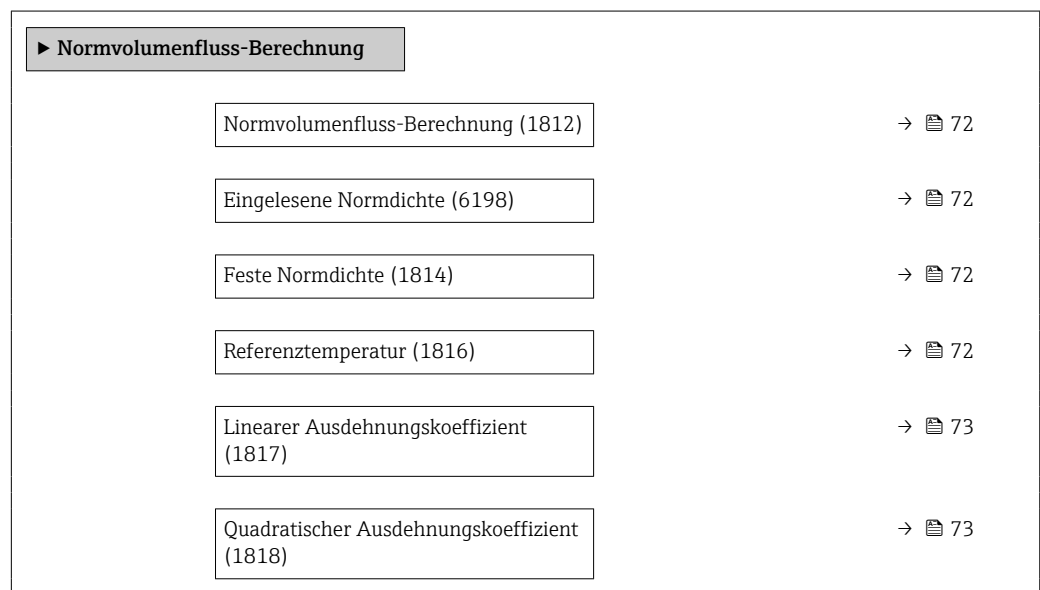 ▶ Normvolumenfluss-Berechnung
Normvolumenfluss-Berechnung (1812) → 72
Eingelesene Normdichte (6198) → 72
Feste Normdichte (1814) → 72
Referenztemperatur (1816) → 72
Linearer Ausdehnungskoeffizient → 73
(1817)
Quadratischer Ausdehnungskoeffizient → 73
(1818)